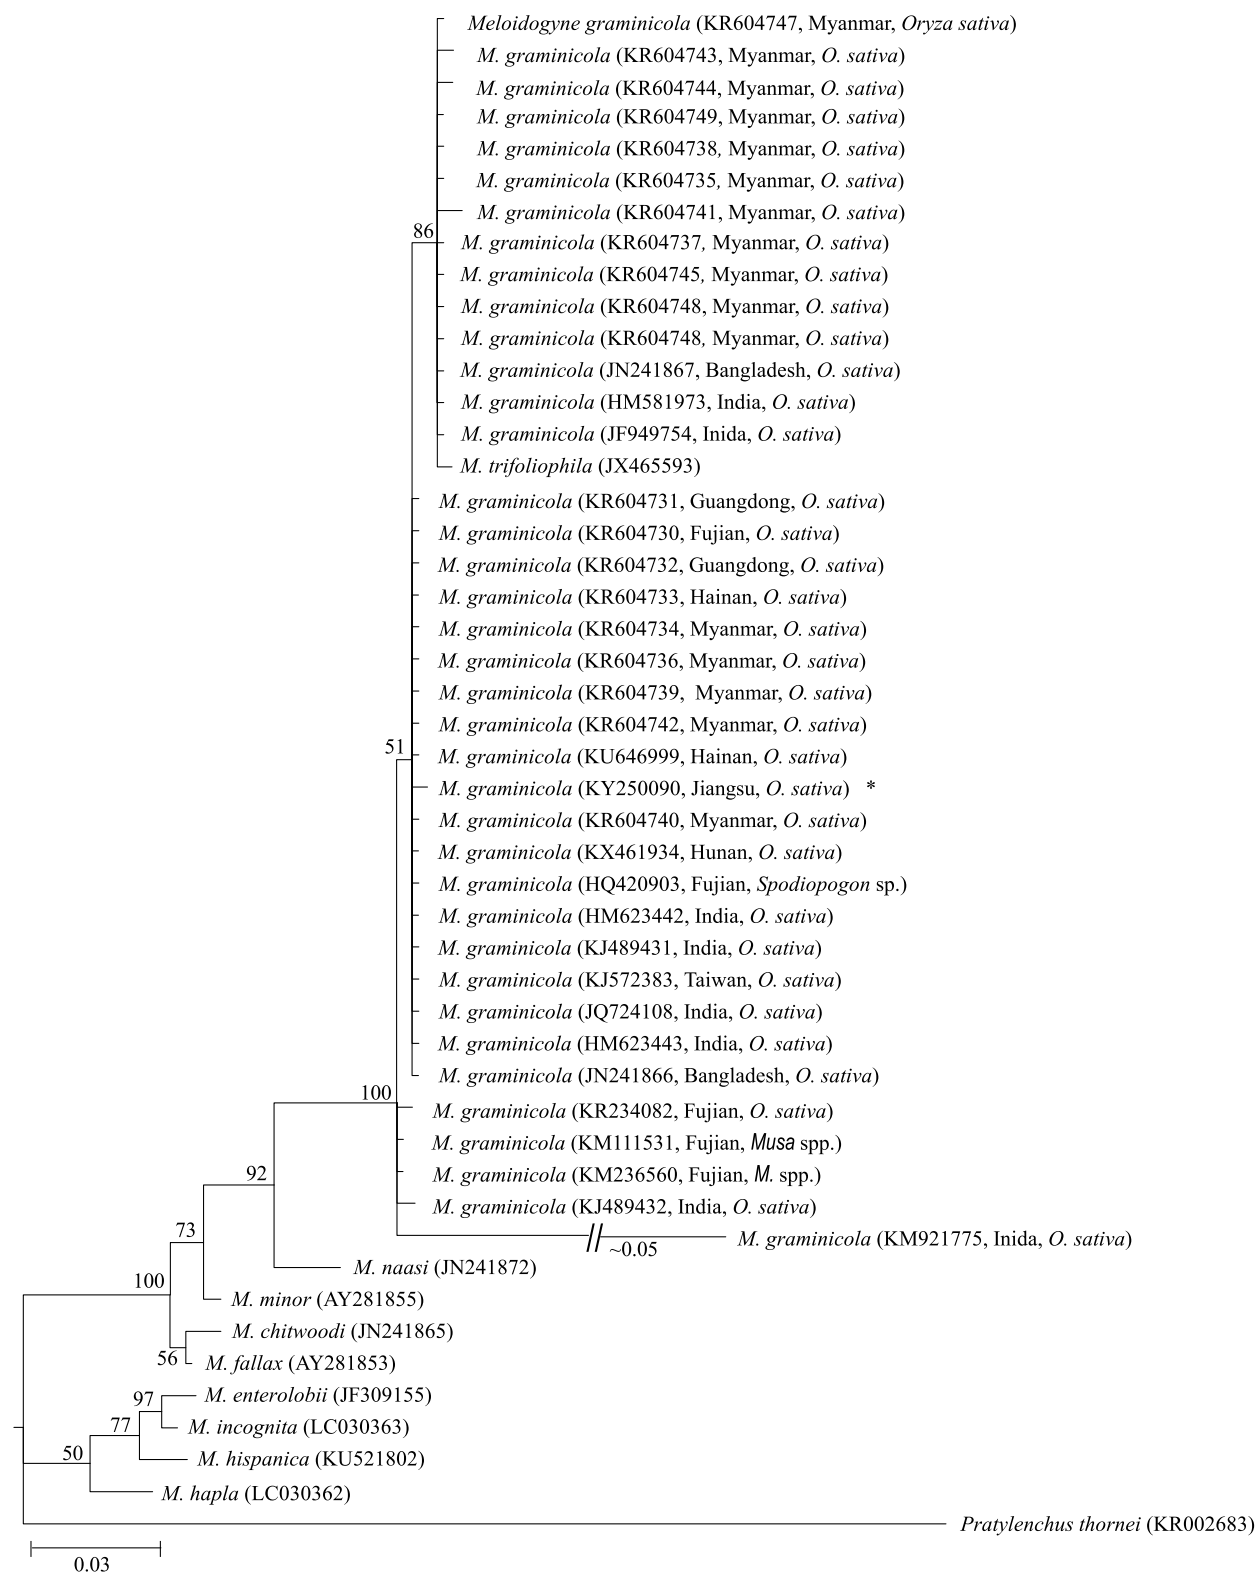 Meloidogyne graminicola (KR604747, Myanmar, Oryza sativa)
M. graminicola (KR604743, Myanmar, O. sativa)
M. graminicola (KR604744, Myanmar, O. sativa)
M. graminicola (KR604749, Myanmar, O. sativa)
M. graminicola (KR604738, Myanmar, O. sativa)
M. graminicola (KR604735, Myanmar, O. sativa)
M. graminicola (KR604741, Myanmar, O. sativa)
86
M. graminicola (KR604737, Myanmar, O. sativa)
M. graminicola (KR604745, Myanmar, O. sativa)
M. graminicola (KR604748, Myanmar, O. sativa)
M. graminicola (KR604748, Myanmar, O. sativa)
M. graminicola (JN241867, Bangladesh, O. sativa)
M. graminicola (HM581973, India, O. sativa)
M. graminicola (JF949754, Inida, O. sativa)
M. trifoliophila (JX465593)
M. graminicola (KR604731, Guangdong, O. sativa)
M. graminicola (KR604730, Fujian, O. sativa)
M. graminicola (KR604732, Guangdong, O. sativa)
M. graminicola (KR604733, Hainan, O. sativa)
M. graminicola (KR604734, Myanmar, O. sativa)
M. graminicola (KR604736, Myanmar, O. sativa)
M. graminicola (KR604739, Myanmar, O. sativa)
M. graminicola (KR604742, Myanmar, O. sativa)
51
M. graminicola (KU646999, Hainan, O. sativa)
M. graminicola (KY250090, Jiangsu, O. sativa) *
M. graminicola (KR604740, Myanmar, O. sativa)
M. graminicola (KX461934, Hunan, O. sativa)
M. graminicola (HQ420903, Fujian, Spodiopogon sp.)
M. graminicola (HM623442, India, O. sativa)
M. graminicola (KJ489431, India, O. sativa)
M. graminicola (KJ572383, Taiwan, O. sativa)
M. graminicola (JQ724108, India, O. sativa)
M. graminicola (HM623443, India, O. sativa)
M. graminicola (JN241866, Bangladesh, O. sativa)
100
M. graminicola (KR234082, Fujian, O. sativa)
M. graminicola (KM111531, Fujian, Musa spp.)
92
M. graminicola (KM236560, Fujian, M. spp.)
M. graminicola (KJ489432, India, O. sativa)
73
M. graminicola (KM921775, Inida, O. sativa)
~0.05
M. naasi (JN241872)
100
M. minor (AY281855)
M. chitwoodi (JN241865)
56
M. fallax (AY281853)
97
M. enterolobii (JF309155)
77
M. incognita (LC030363)
50
M. hispanica (KU521802)
M. hapla (LC030362)
Pratylenchus thornei (KR002683)
0.03